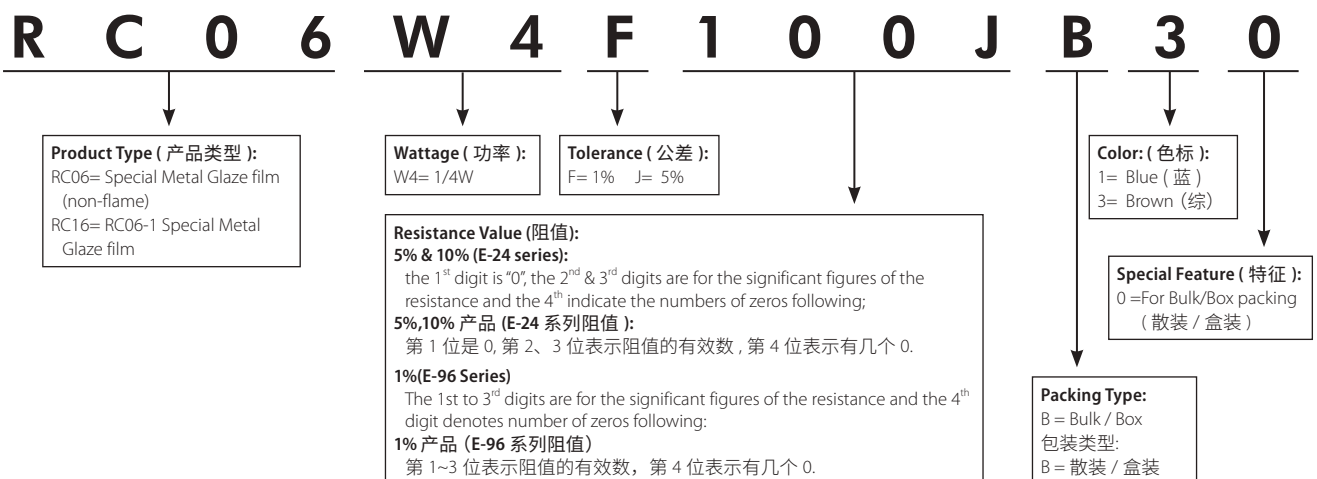 R C 0 6 W 4 F 1 0 0 J B 3 0
Product Type ( 产品类型 ):
RC06= Special Metal Glaze film
(non-flame)
RC16= RC06-1 Special Metal
Glaze film
Wattage ( 功率 ):
W4= 1/4W
Tolerance ( 公差 ):
F= 1% J= 5%
Resistance Value (阻值):
5% & 10% (E-24 series):
the 1st digit is “0”, the 2nd & 3rd digits are for the significant figures of the
resistance and the 4th indicate the numbers of zeros following;
5%,10% 产品 (E-24 系列阻值 ):
第 1 位是 0, 第 2、3 位表示阻值的有效数 , 第 4 位表示有几个 0.
1%(E-96 Series)
The 1st to 3rd digits are for the significant figures of the resistance and the 4th
digit denotes number of zeros following:
1% 产品（E-96 系列阻值）
第 1~3 位表示阻值的有效数，第 4 位表示有几个 0.
Color: ( 色标 ):
1= Blue ( 蓝 )
3= Brown（综）
Special Feature ( 特征 ):
0 =For Bulk/Box packing
( 散装 / 盒装 )
Packing Type:
B = Bulk / Box
包装类型:
B = 散装 / 盒装